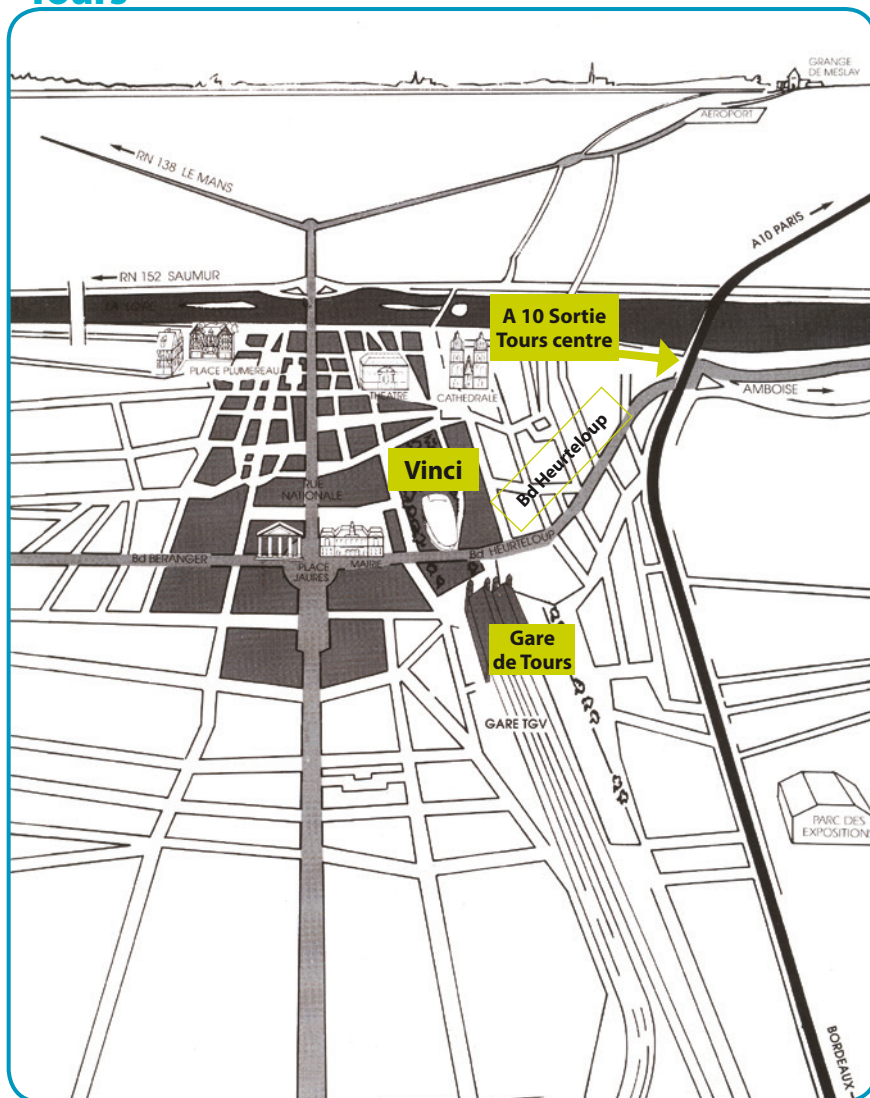 Tours
GRANGE
DE MESLAY
AEROPORT
RN 138 LE MANS
A10 PARIS
RN 152 SAUMUR
LA LOIRE
A 10 Sortie
Tours centre
PLACE PLUMEREAU
THEATRE
CATHEDRALE
AMBOISE
Bd Heurteloup
Vinci
RUE
NATIONALE
Bd BERANGER
PLACE
JAURES
MAIRIE
Bd HEURTELOUP
Gare
de Tours
GARE TGV
PARC DES
EXPOSITIONS
BORDEAUX